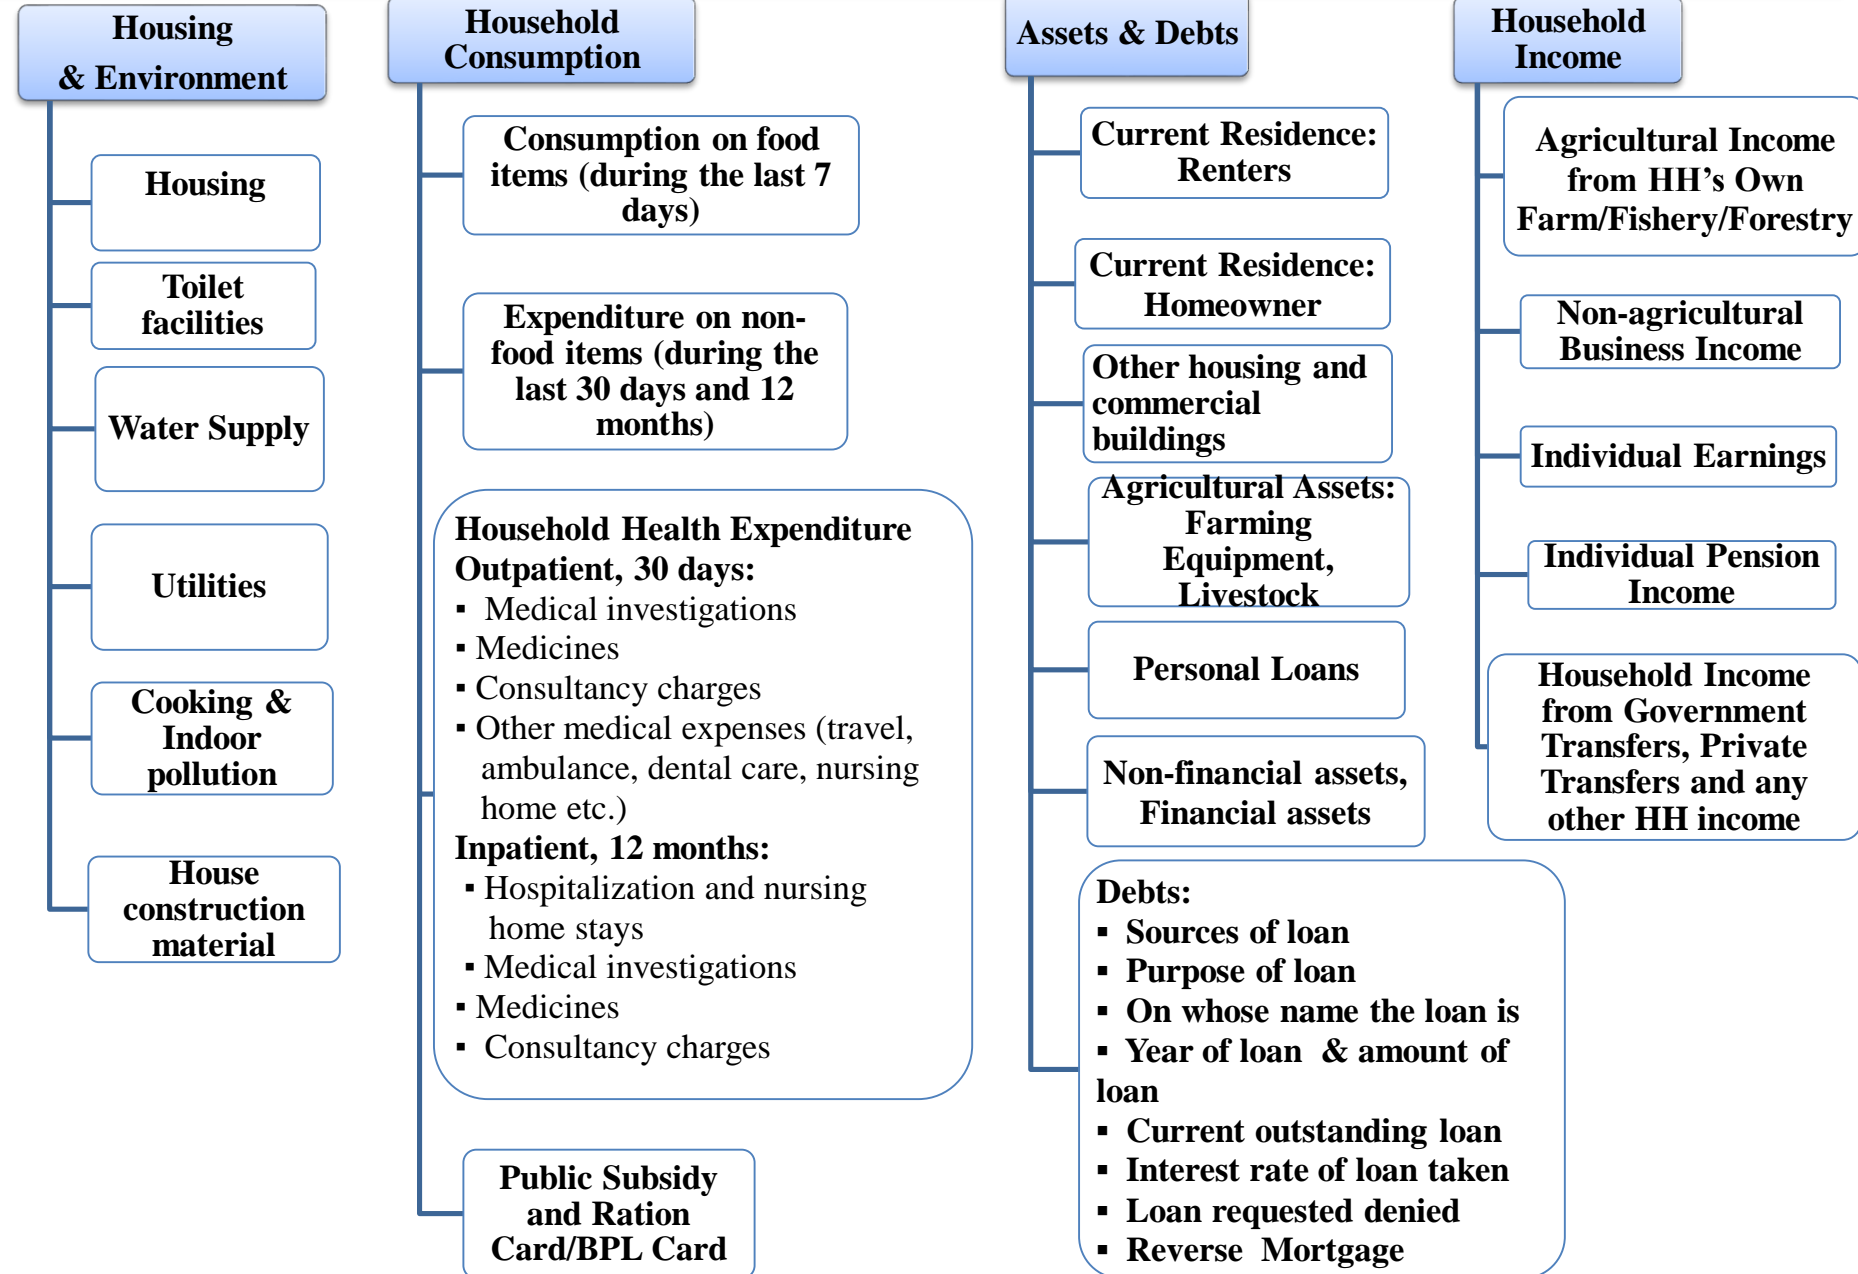 Housing
& Environment
Housing
Toilet
facilities
Water Supply
Utilities
Cooking &
Indoor
pollution
House
construction
material
Household
Consumption
Consumption on food
items (during the last 7
days)
Expenditure on non-
food items (during the
last 30 days and 12
months)
Household Health Expenditure
Outpatient, 30 days:
▪ Medical investigations
▪ Medicines
▪ Consultancy charges
▪ Other medical expenses (travel,
ambulance, dental care, nursing
home etc.)
Inpatient, 12 months:
▪ Hospitalization and nursing
home stays
▪ Medical investigations
▪ Medicines
▪ Consultancy charges
Public Subsidy
and Ration
Card/BPL Card
Assets & Debts
Current Residence:
Renters
Current Residence:
Homeowner
Other housing and
commercial
buildings
Agricultural Assets:
Farming
Equipment,
Livestock
Personal Loans
Non-financial assets,
Financial assets
Debts:
▪ Sources of loan
▪ Purpose of loan
▪ On whose name the loan is
▪ Year of loan & amount of
loan
▪ Current outstanding loan
▪ Interest rate of loan taken
▪ Loan requested denied
▪ Reverse Mortgage
Household
Income
Agricultural Income
from HH’s Own
Farm/Fishery/Forestry
Non-agricultural
Business Income
Individual Earnings
Individual Pension
Income
Household Income
from Government
Transfers, Private
Transfers and any
other HH income